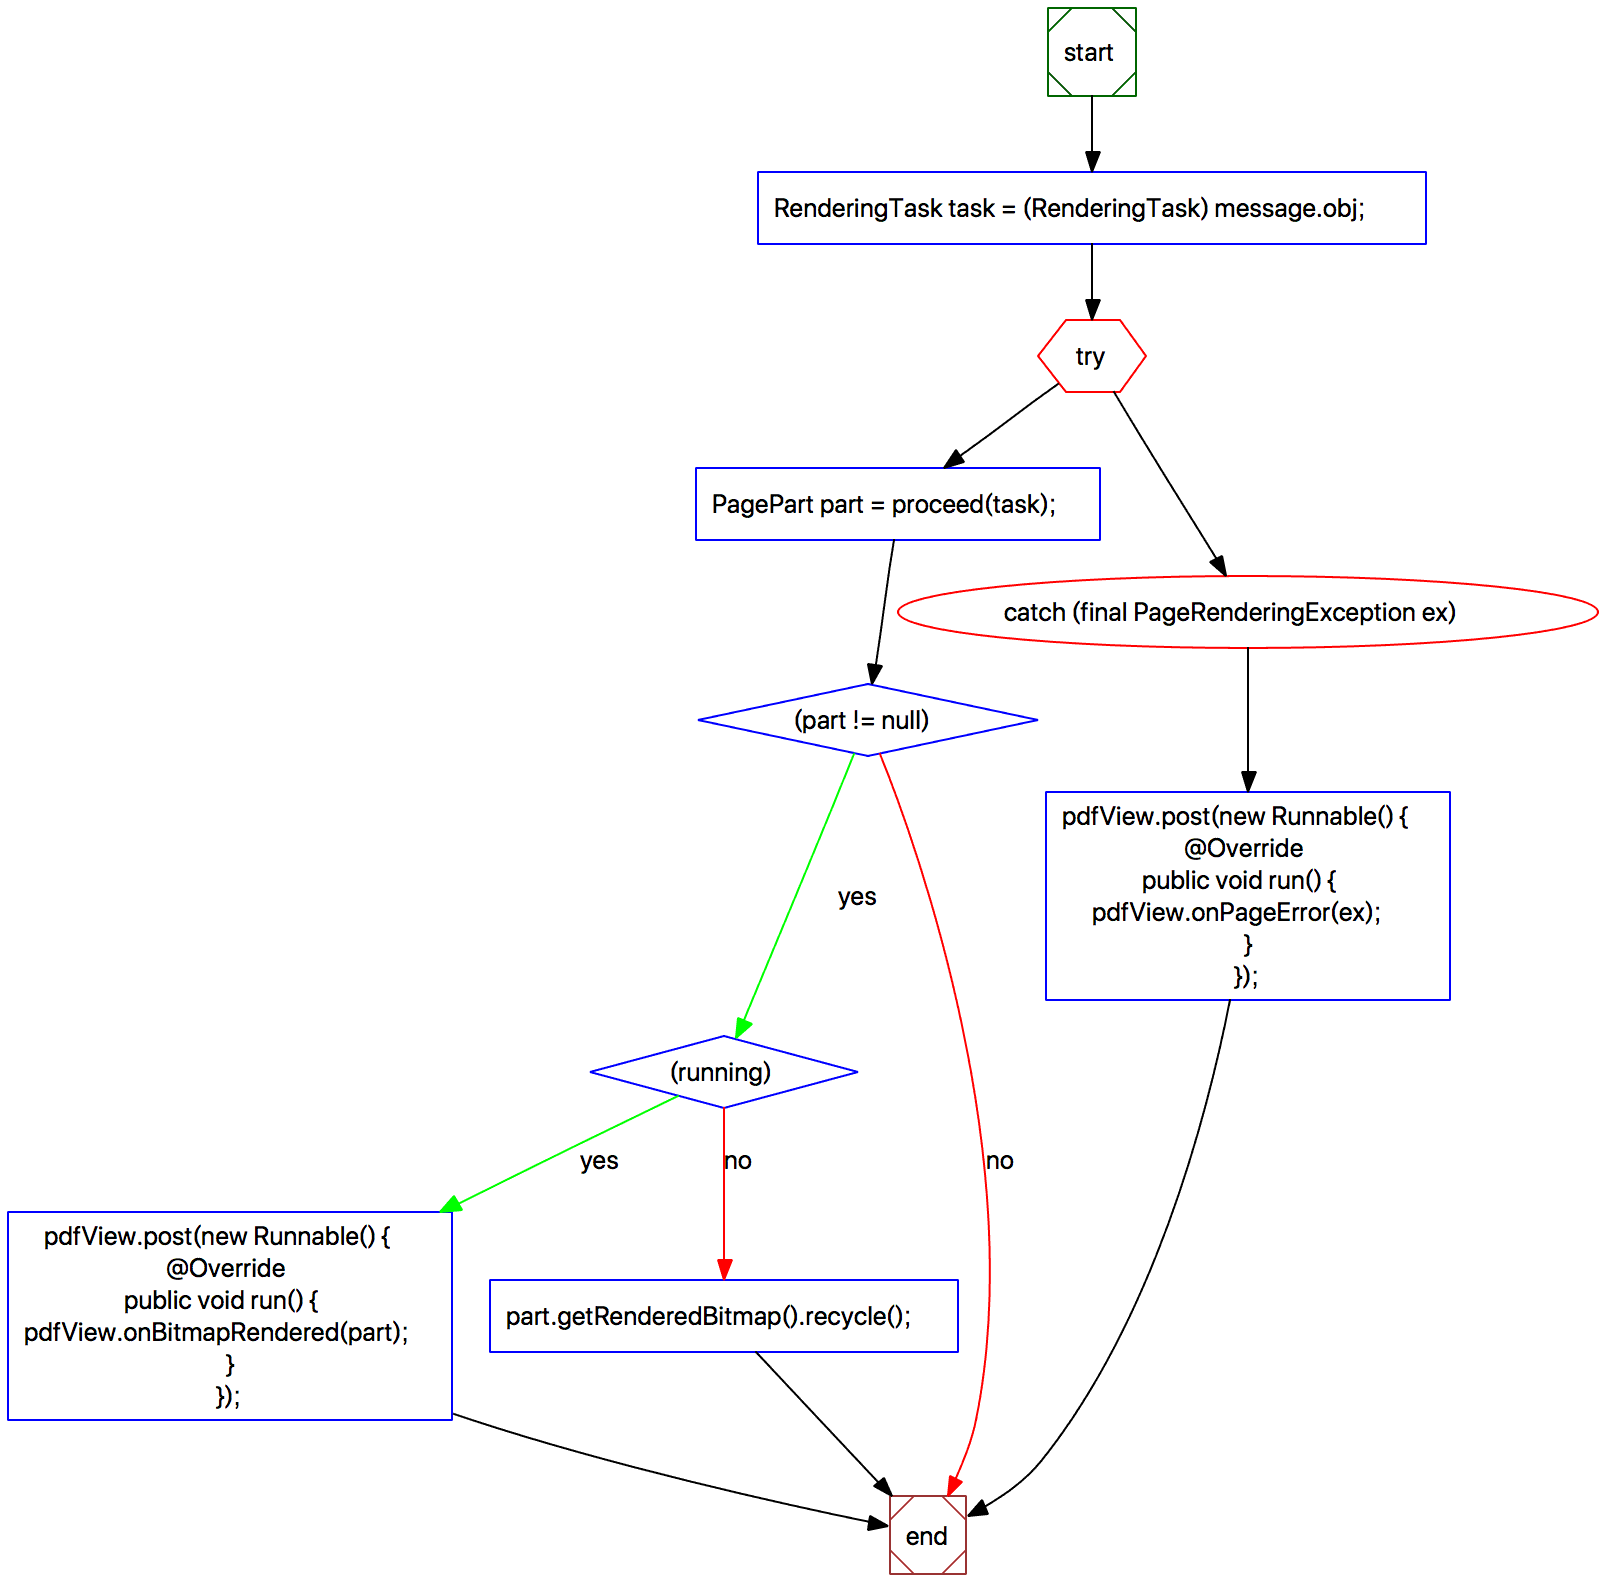 start
RenderingTask task = (RenderingTask) message.obj;
try
PagePart part = proceed(task);
catch (final PageRenderingException ex)
(part != null)
pdfView.post(new Runnable() {
@Override
public void run() {
pdfView.onPageError(ex);
}
});
yes
(running)
yes
no
no
pdfView.post(new Runnable() {
@Override
public void run() {
pdfView.onBitmapRendered(part);
}
});
part.getRenderedBitmap().recycle();
end